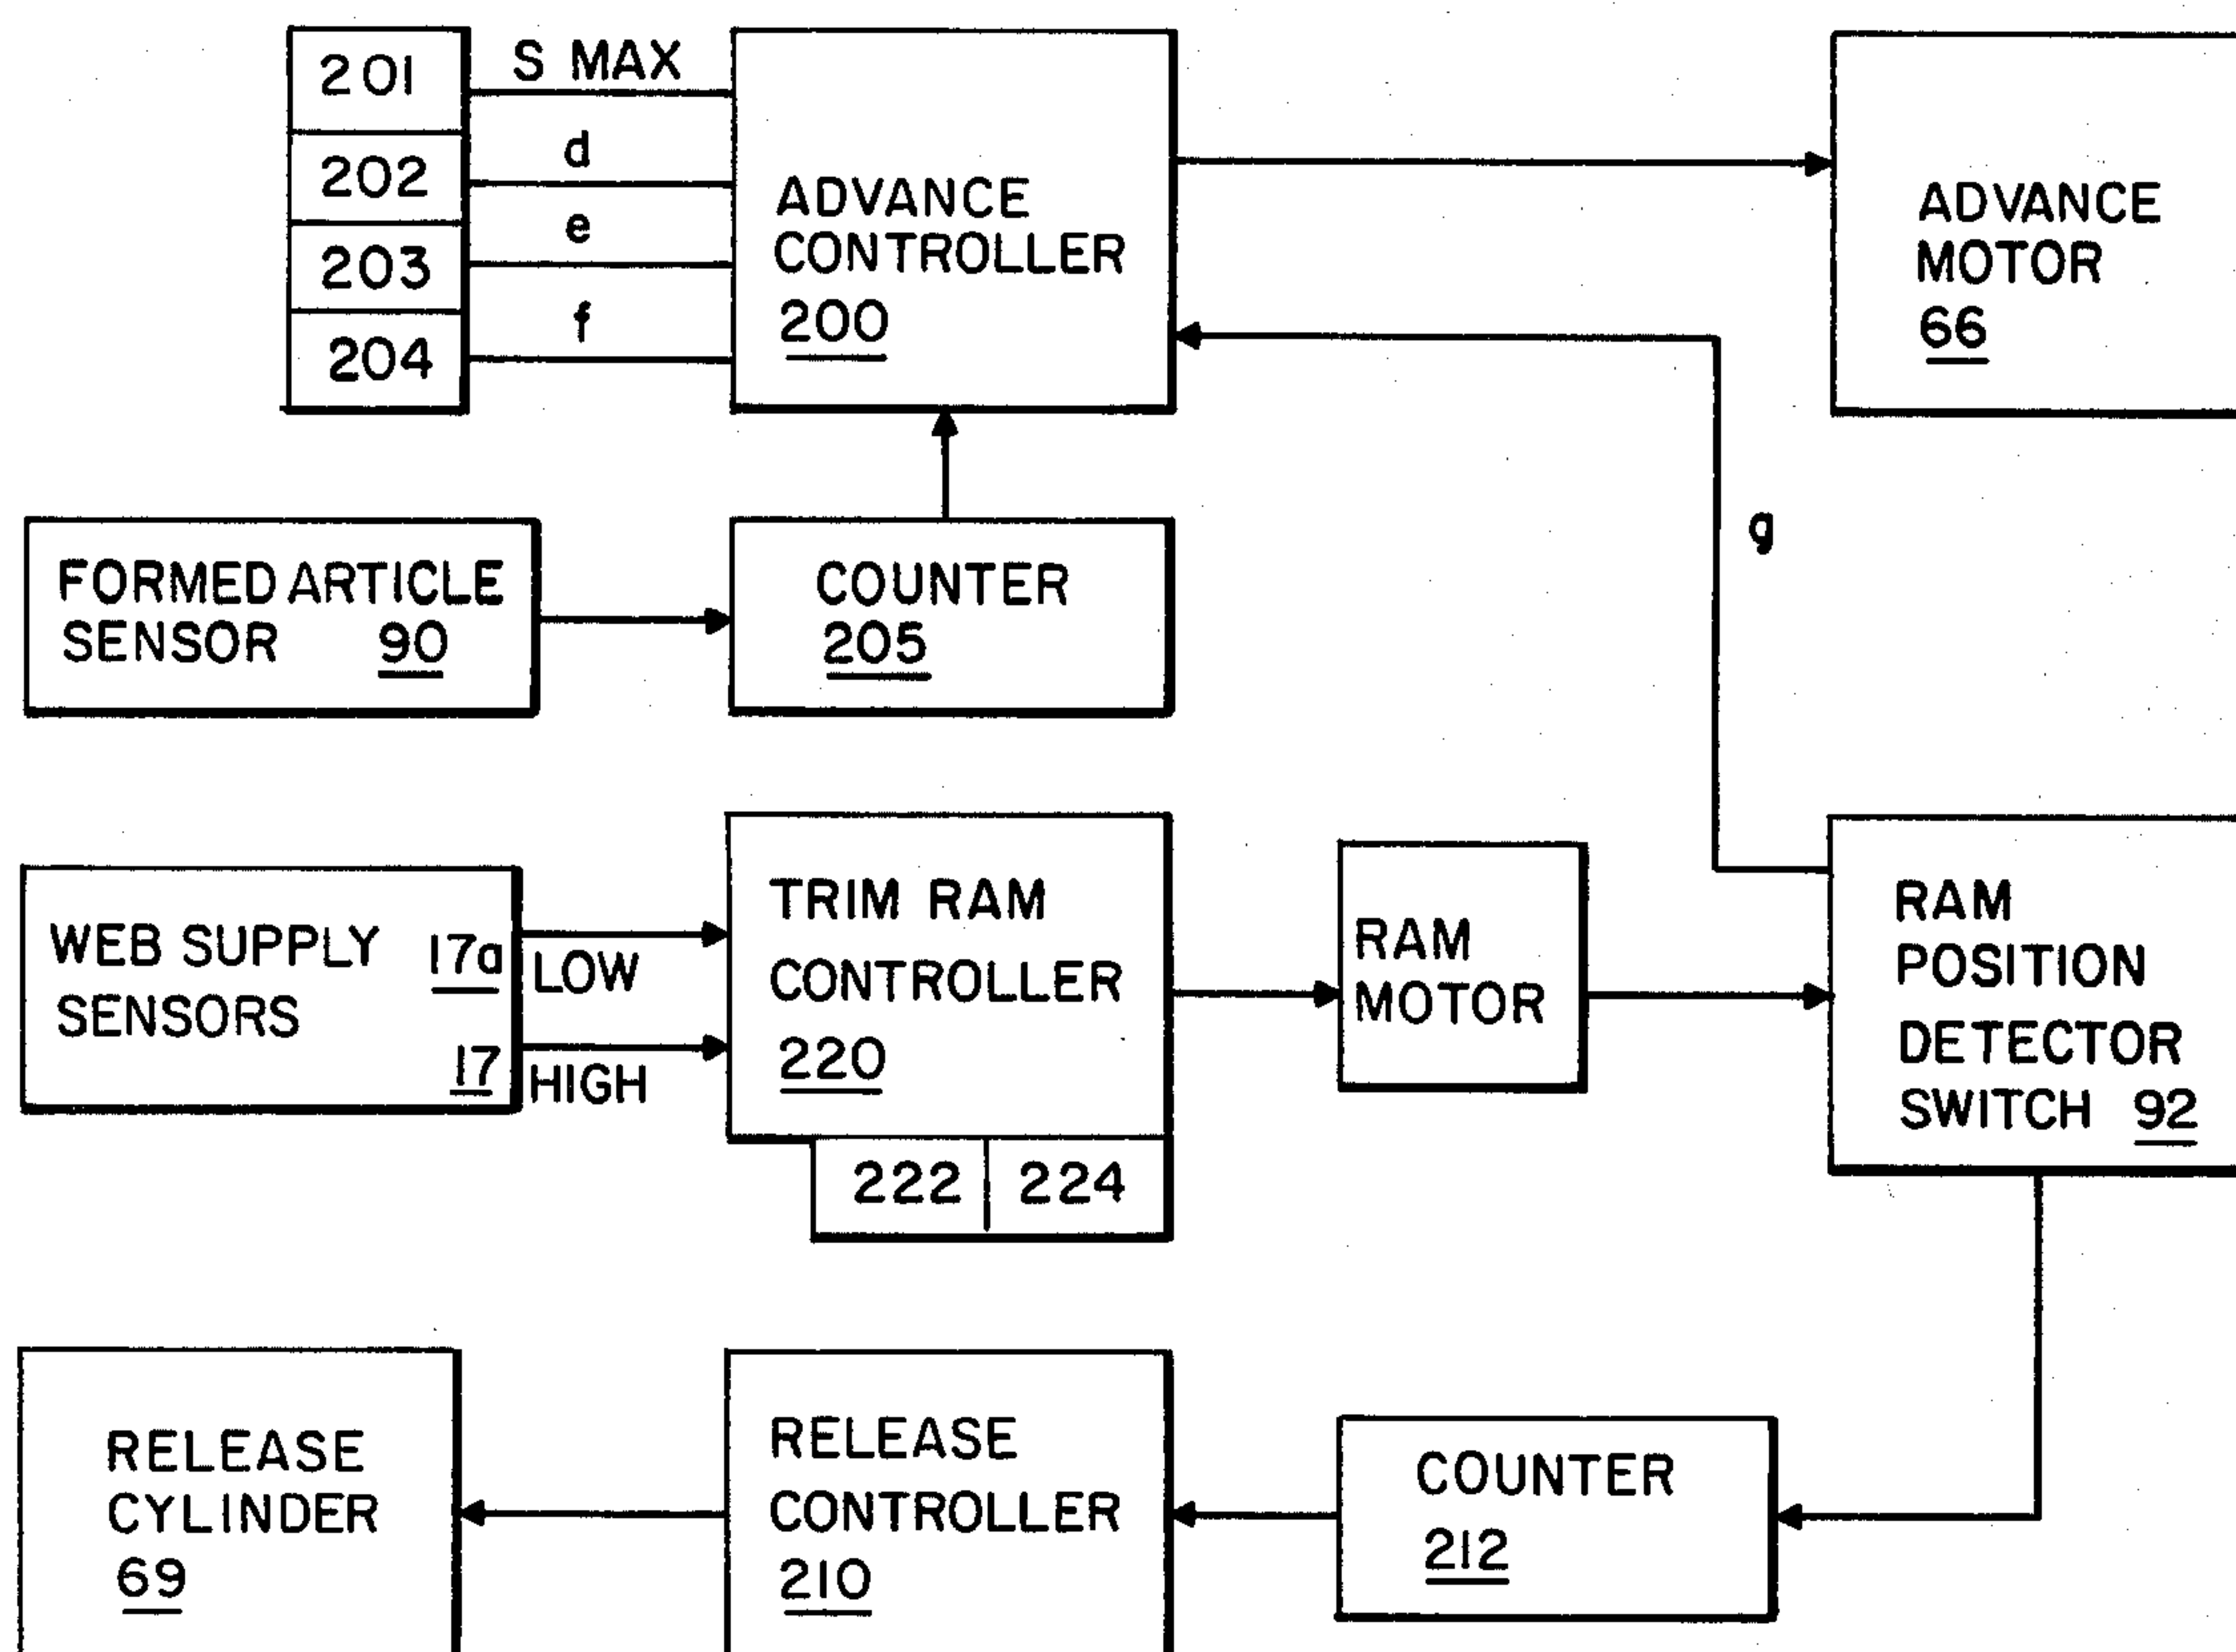 201
202
203
204
S MAX
d
e
f
ADVANCE
CONTROLLER
200
ADVANCE
MOTOR
66
g
FORMED ARTICLE
SENSOR 90
COUNTER
205
WEB SUPPLY
SENSORS
17a
17
LOW
HIGH
TRIM RAM
CONTROLLER
220
222 224
RAM
MOTOR
RAM
POSITION
DETECTOR
SWITCH 92
RELEASE
CYLINDER
69
RELEASE
CONTROLLER
210
COUNTER
212